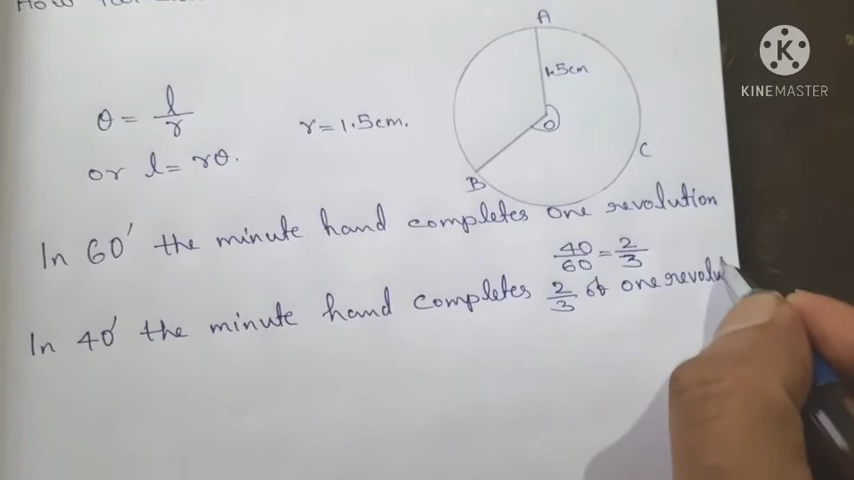 How
A
1.5cm
θ = l/r
r = 1.5cm.
O
or l = rθ.
C
B
In 60' the minute hand completes one revolution
40/60 = 2/3
In 40' the minute hand completes 2/3 of one revolu
K
KINEMASTER